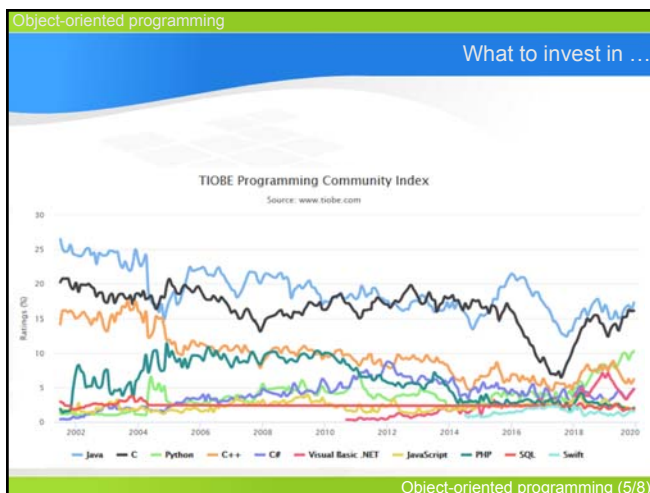 Object-oriented programming
What to invest in ...
TIOBE Programming Community Index
Source: www.tiobe.com
30
25
20
15
10
5
0
Ratings (%)
2002 2004 2006 2008 2010 2012 2014 2016 2018 2020
Java C Python C++ C# Visual Basic .NET JavaScript PHP SQL Swift
Object-oriented programming (5/8)